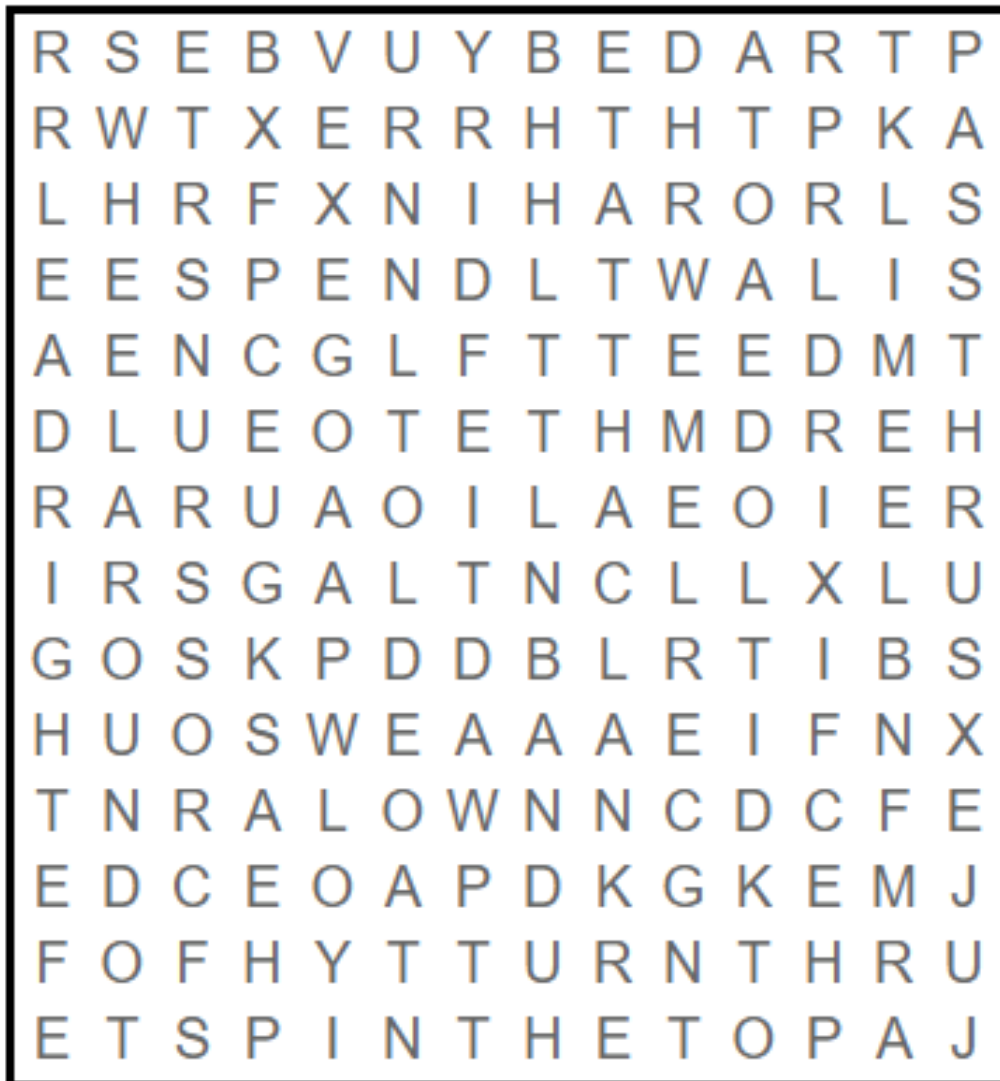 R S E B V U Y B E D A R T P
R W T X E R R H T H T P K A
L H R F X N I H A R O R L S
E E S P E N D L T W A L I S
A E N C G L F T T E E D M T
D L U E O T E T H M D R E H
R A R U A O I L A E O I E R
I R S G A L T N C L L X L U
G O S K P D D B L R T I B S
H U O S W E A A A E I F N X
T N R A L O W N N C D C F E
E D C E O A P D K G K E M J
F O F H Y T T U R N T H R U
E T S P I N T H E T O P A J